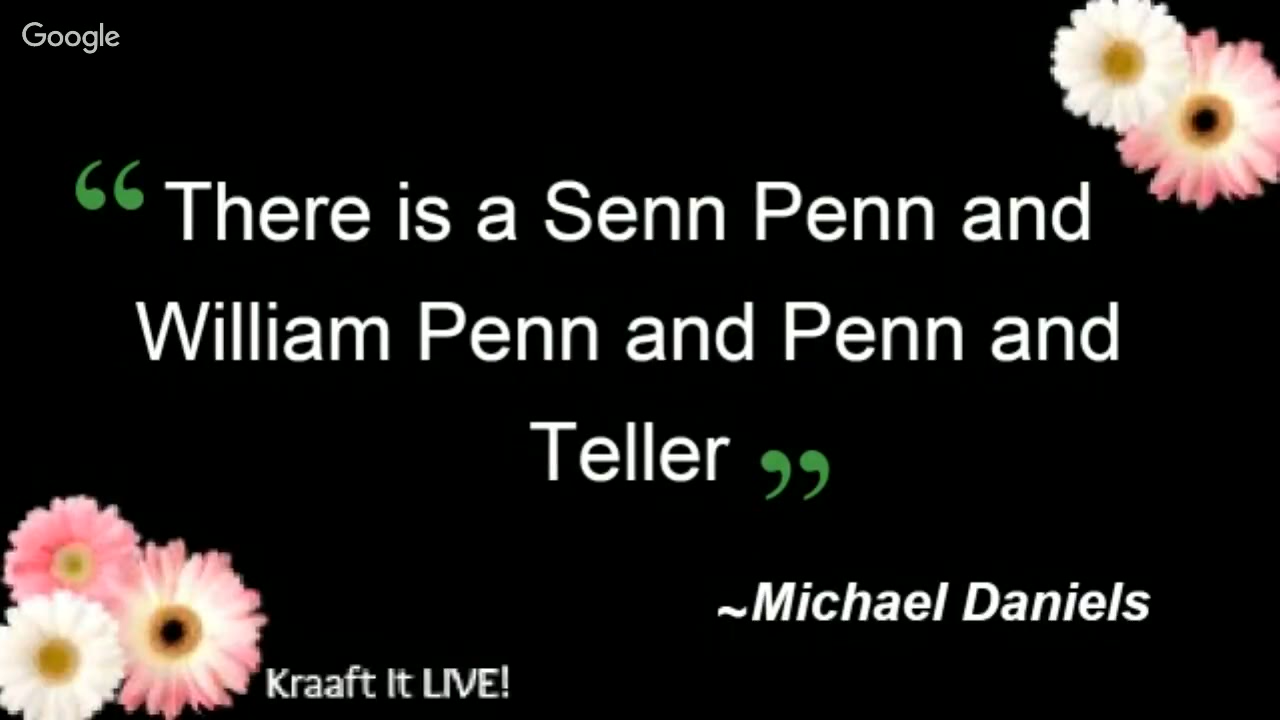 Google
“ There is a Senn Penn and
William Penn and Penn and
Teller ”
~Michael Daniels
Kraaft It LIVE!